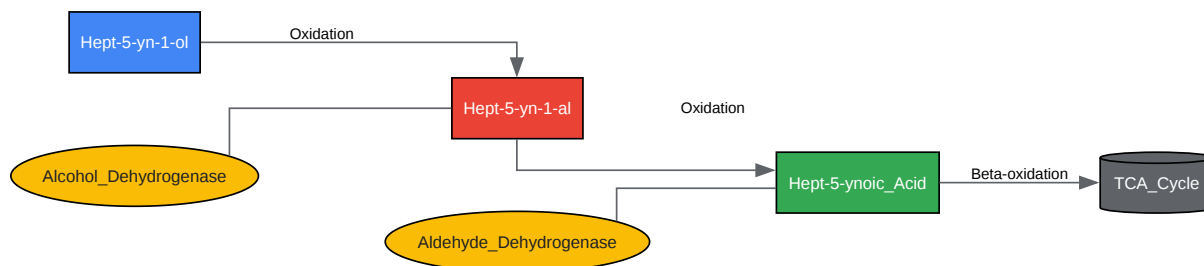 Hept-5-yn-1-ol
Oxidation
Hept-5-yn-1-al
Oxidation
Alcohol_Dehydrogenase
Hept-5-ynoic_Acid
Beta-oxidation
TCA_Cycle
Aldehyde_Dehydrogenase